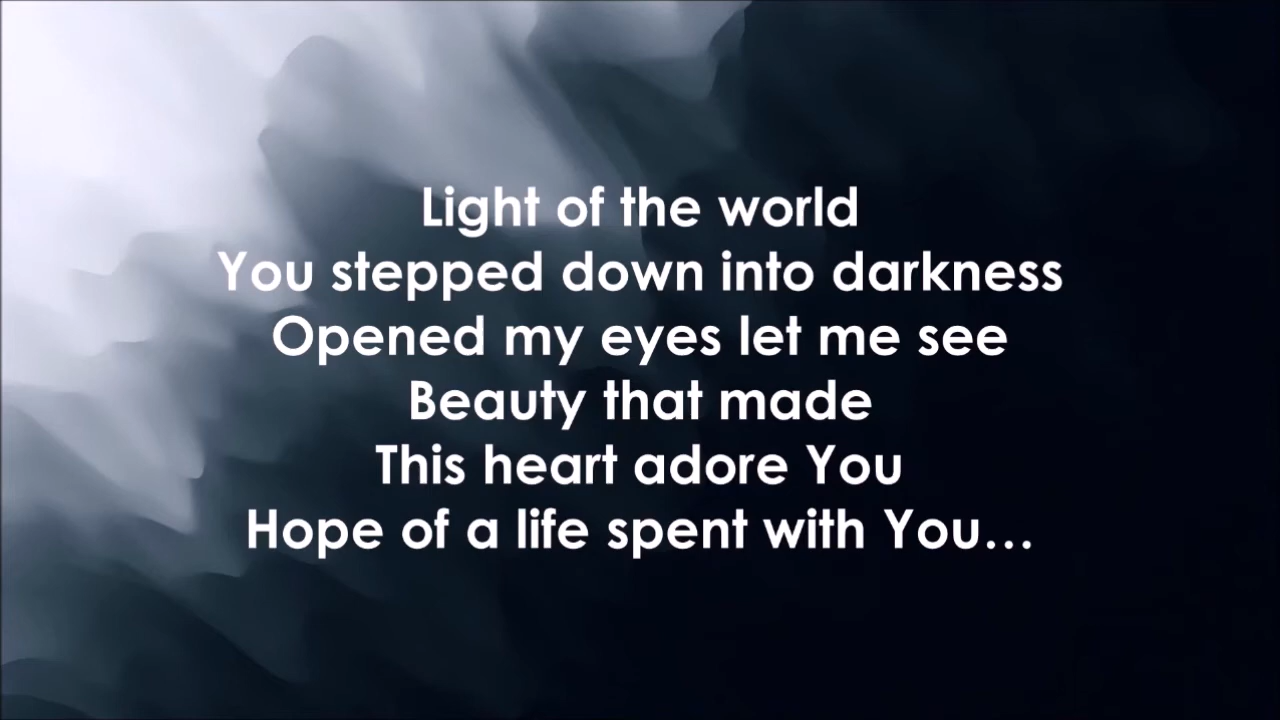 Light of the world
You stepped down into darkness
Opened my eyes let me see
Beauty that made
This heart adore You
Hope of a life spent with You…